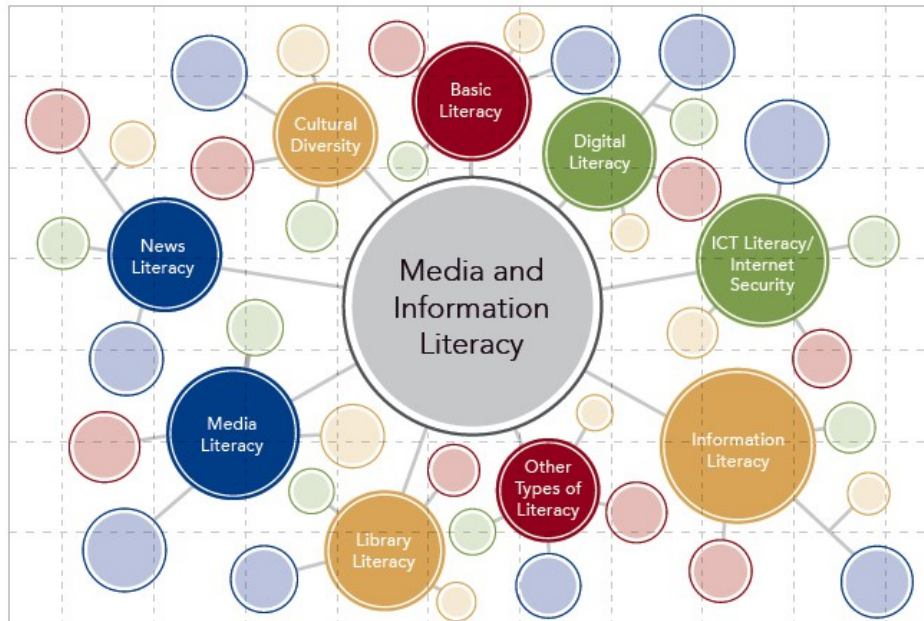 Basic
Literacy
Cultural
Diversity
Digital
Literacy
News
Literacy
ICT Literacy/
Internet
Security
Media and
Information
Literacy
Media
Literacy
Information
Literacy
Other
Types of
Literacy
Library
Literacy